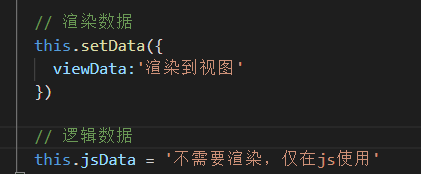 // 渲染数据
this.setData({
viewData:'渲染到视图'
})
// 逻辑数据
this.jsData = '不需要渲染，仅在js使用'